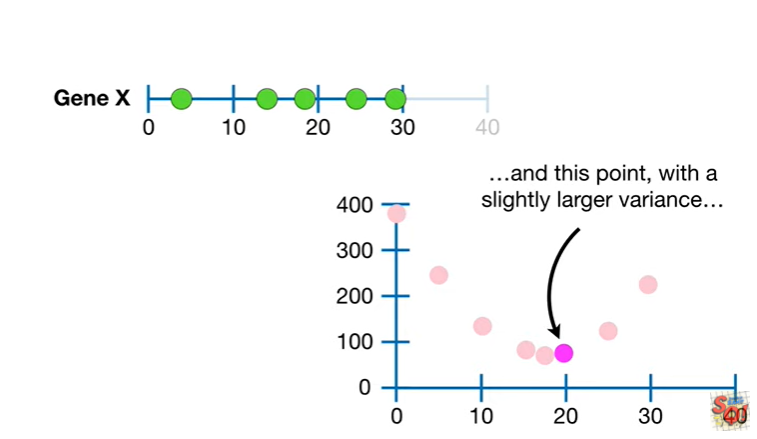 Gene X
0 10 20 30 40
…and this point, with a
slightly larger variance…
400
300
200
100
0
0 10 20 30 40